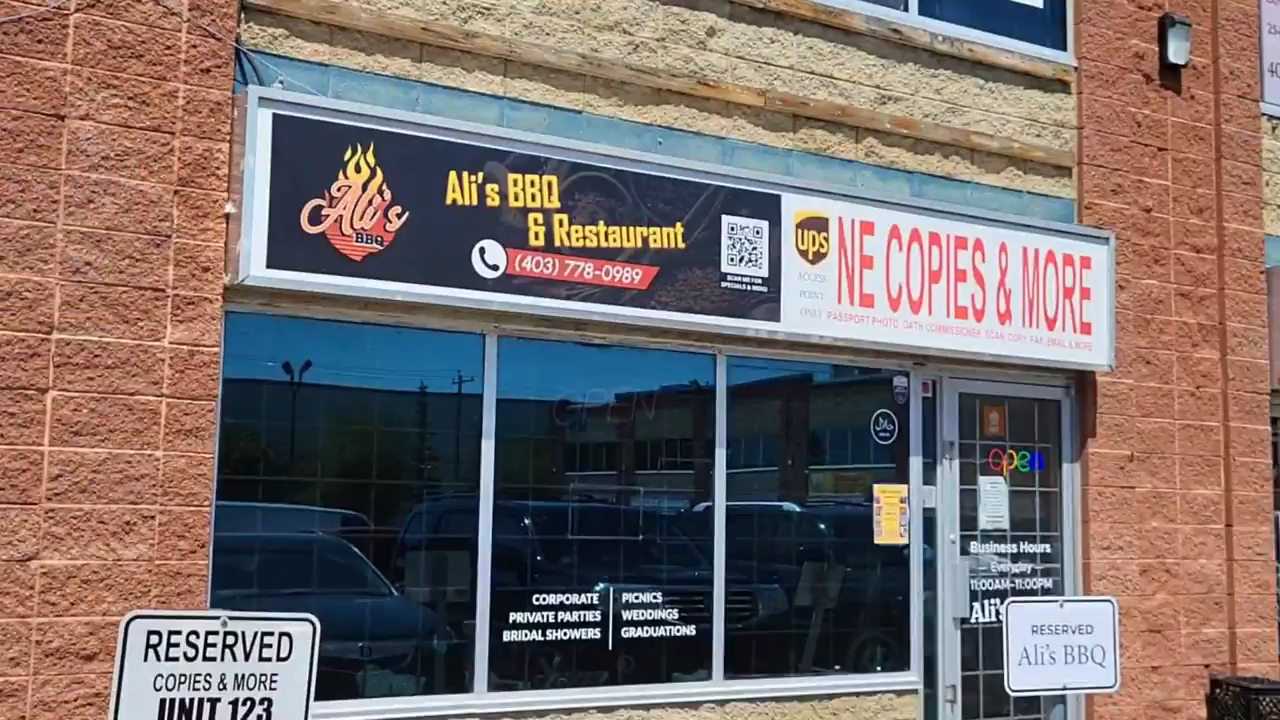 Ali's
BBQ
Ali's BBQ
& Restaurant
(403) 778-0989
SCAN ME FOR
SPECIALS & MENU
ups
ACCESS
POINT
ONLY
NE COPIES & MORE
PASSPORT PHOTO, OATH COMMISSIONER, SCAN, COPY, FAX, EMAIL & MORE
OPEN
حلال
open
Business Hours
Everyday
11:00AM-11:00PM
Ali's
CORPORATE
PRIVATE PARTIES
BRIDAL SHOWERS
PICNICS
WEDDINGS
GRADUATIONS
RESERVED
COPIES & MORE
UNIT 123
RESERVED
Ali's BBQ